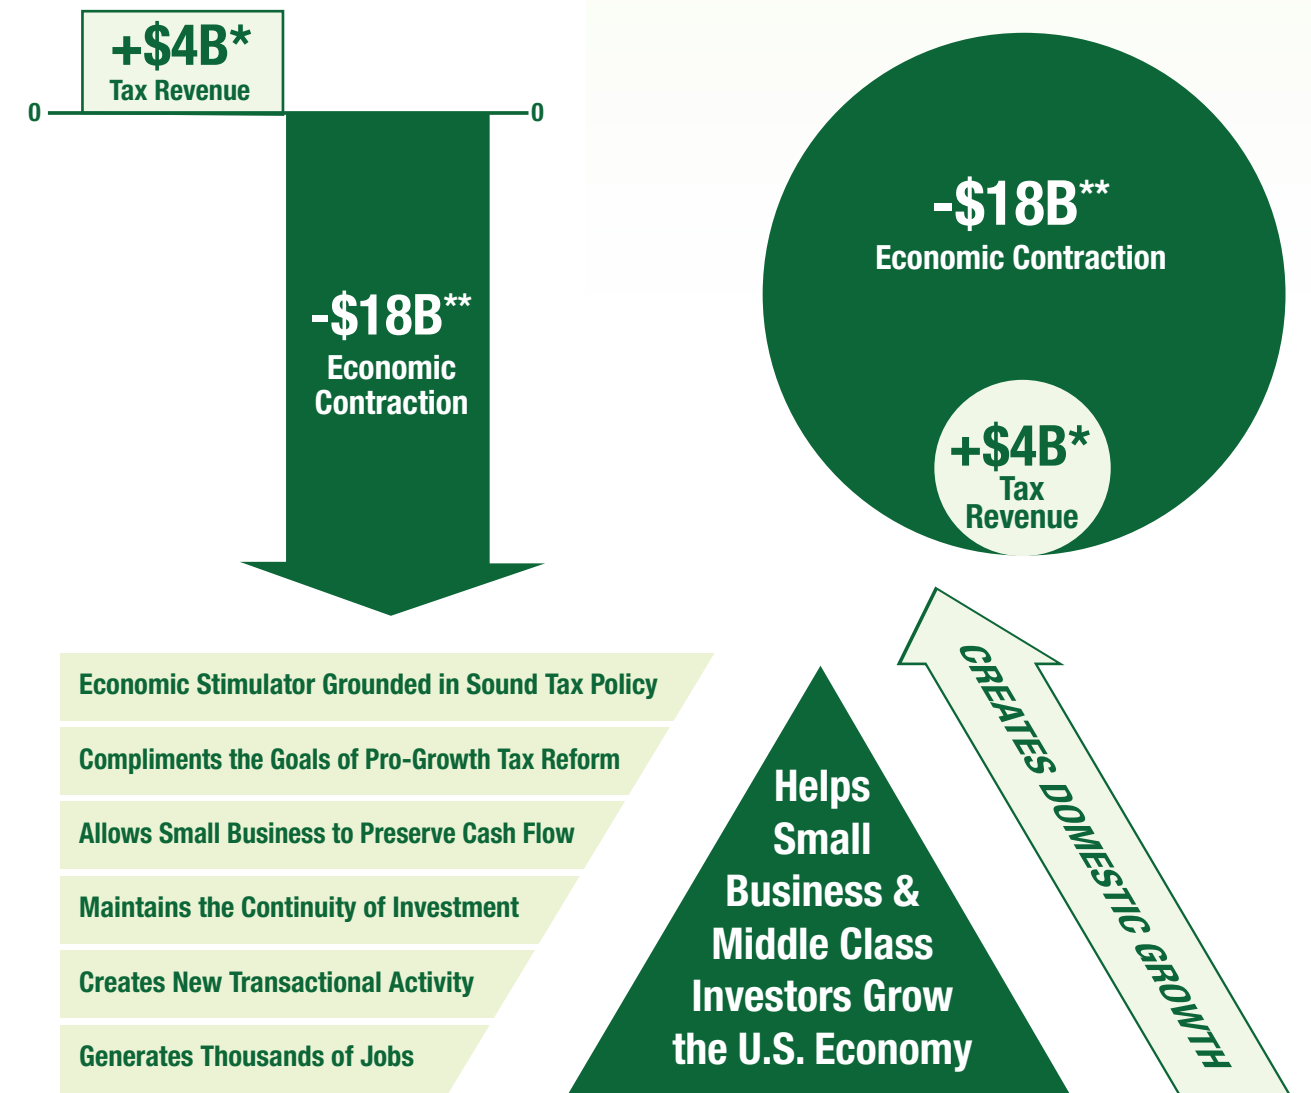 +$4B*
Tax Revenue
0
0
-$18B**
Economic
Contraction
-$18B**
Economic Contraction
+$4B*
Tax
Revenue
Economic Stimulator Grounded in Sound Tax Policy
Compliments the Goals of Pro-Growth Tax Reform
Allows Small Business to Preserve Cash Flow
Maintains the Continuity of Investment
Creates New Transactional Activity
Generates Thousands of Jobs
Helps
Small
Business &
Middle Class
Investors Grow
the U.S. Economy
CREATES DOMESTIC GROWTH